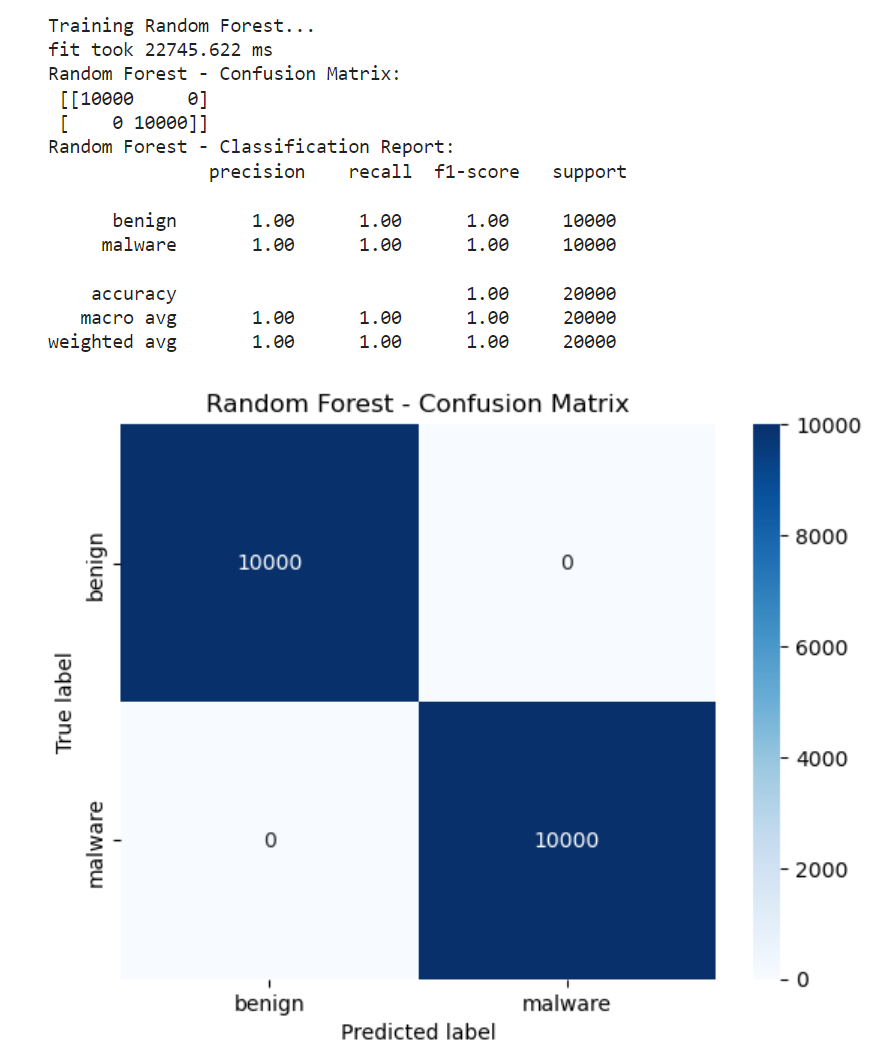 Training Random Forest...
fit took 22745.622 ms
Random Forest - Confusion Matrix:
[[10000     0]
[    0 10000]]
Random Forest - Classification Report:
precision    recall  f1-score   support
benign       1.00      1.00      1.00     10000
malware       1.00      1.00      1.00     10000
accuracy                           1.00     20000
macro avg       1.00      1.00      1.00     20000
weighted avg       1.00      1.00      1.00     20000
Random Forest - Confusion Matrix
10000
8000
6000
4000
2000
0
True label
benign
malware
10000 0
0 10000
benign malware
Predicted label